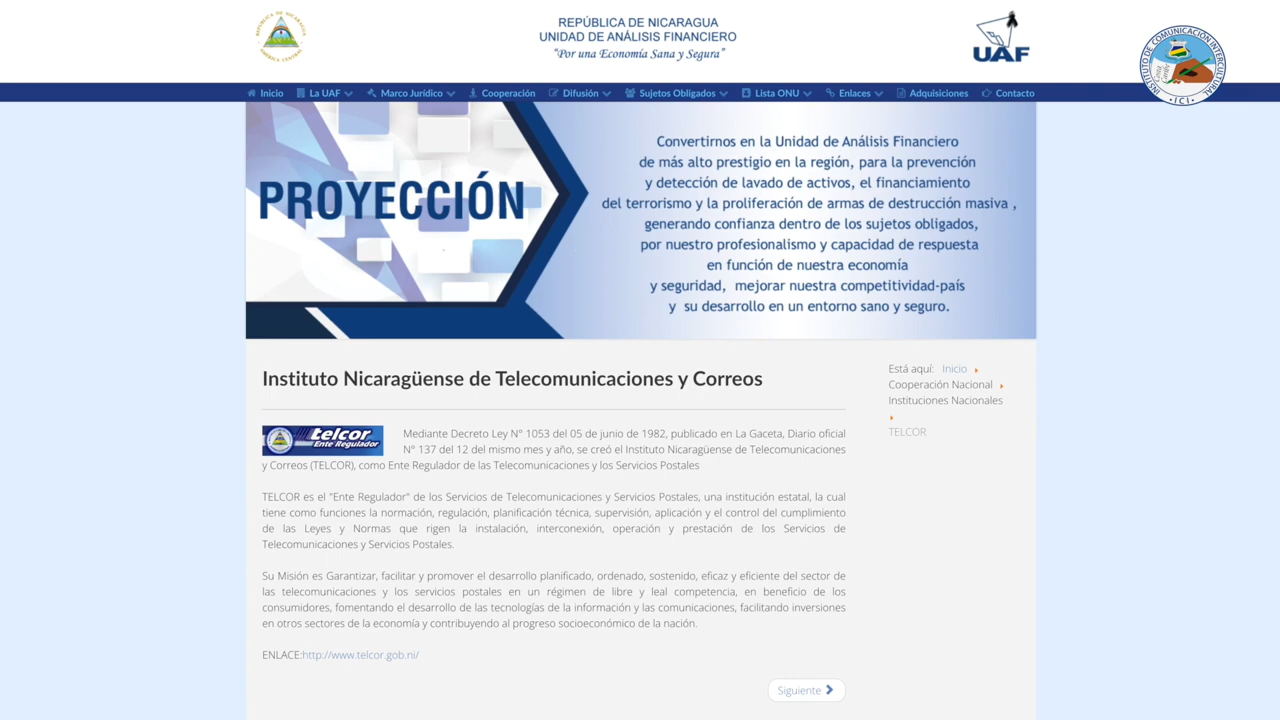 REPÚBLICA DE NICARAGUA
AMÉRICA CENTRAL
REPÚBLICA DE NICARAGUA
UNIDAD DE ANÁLISIS FINANCIERO
“Por una Economía Sana y Segura”
UAF
INSTITUTO DE COMUNICACION INTERCULTURAL
• ICI •
Inicio La UAF Marco Jurídico Cooperación Difusión Sujetos Obligados Lista ONU Enlaces Adquisiciones Contacto
PROYECCIÓN
Convertirnos en la Unidad de Análisis Financiero
de más alto prestigio en la región, para la prevención
y detección de lavado de activos, el financiamiento
del terrorismo y la proliferación de armas de destrucción masiva ,
generando confianza dentro de los sujetos obligados,
por nuestro profesionalismo y capacidad de respuesta
en función de nuestra economía
y seguridad, mejorar nuestra competitividad-país
y su desarrollo en un entorno sano y seguro.
Instituto Nicaragüense de Telecomunicaciones y Correos
telcor
Ente Regulador
Mediante Decreto Ley N° 1053 del 05 de junio de 1982, publicado en La Gaceta, Diario oficial
N° 137 del 12 del mismo mes y año, se creó el Instituto Nicaragüense de Telecomunicaciones
y Correos (TELCOR), como Ente Regulador de las Telecomunicaciones y los Servicios Postales
TELCOR es el "Ente Regulador" de los Servicios de Telecomunicaciones y Servicios Postales, una institución estatal, la cual
tiene como funciones la normación, regulación, planificación técnica, supervisión, aplicación y el control del cumplimiento
de las Leyes y Normas que rigen la instalación, interconexión, operación y prestación de los Servicios de
Telecomunicaciones y Servicios Postales.
Su Misión es Garantizar, facilitar y promover el desarrollo planificado, ordenado, sostenido, eficaz y eficiente del sector de
las telecomunicaciones y los servicios postales en un régimen de libre y leal competencia, en beneficio de los
consumidores, fomentando el desarrollo de las tecnologías de la información y las comunicaciones, facilitando inversiones
en otros sectores de la economía y contribuyendo al progreso socioeconómico de la nación.
ENLACE:http://www.telcor.gob.ni/
Siguiente
Está aquí: Inicio
Cooperación Nacional
Instituciones Nacionales
TELCOR